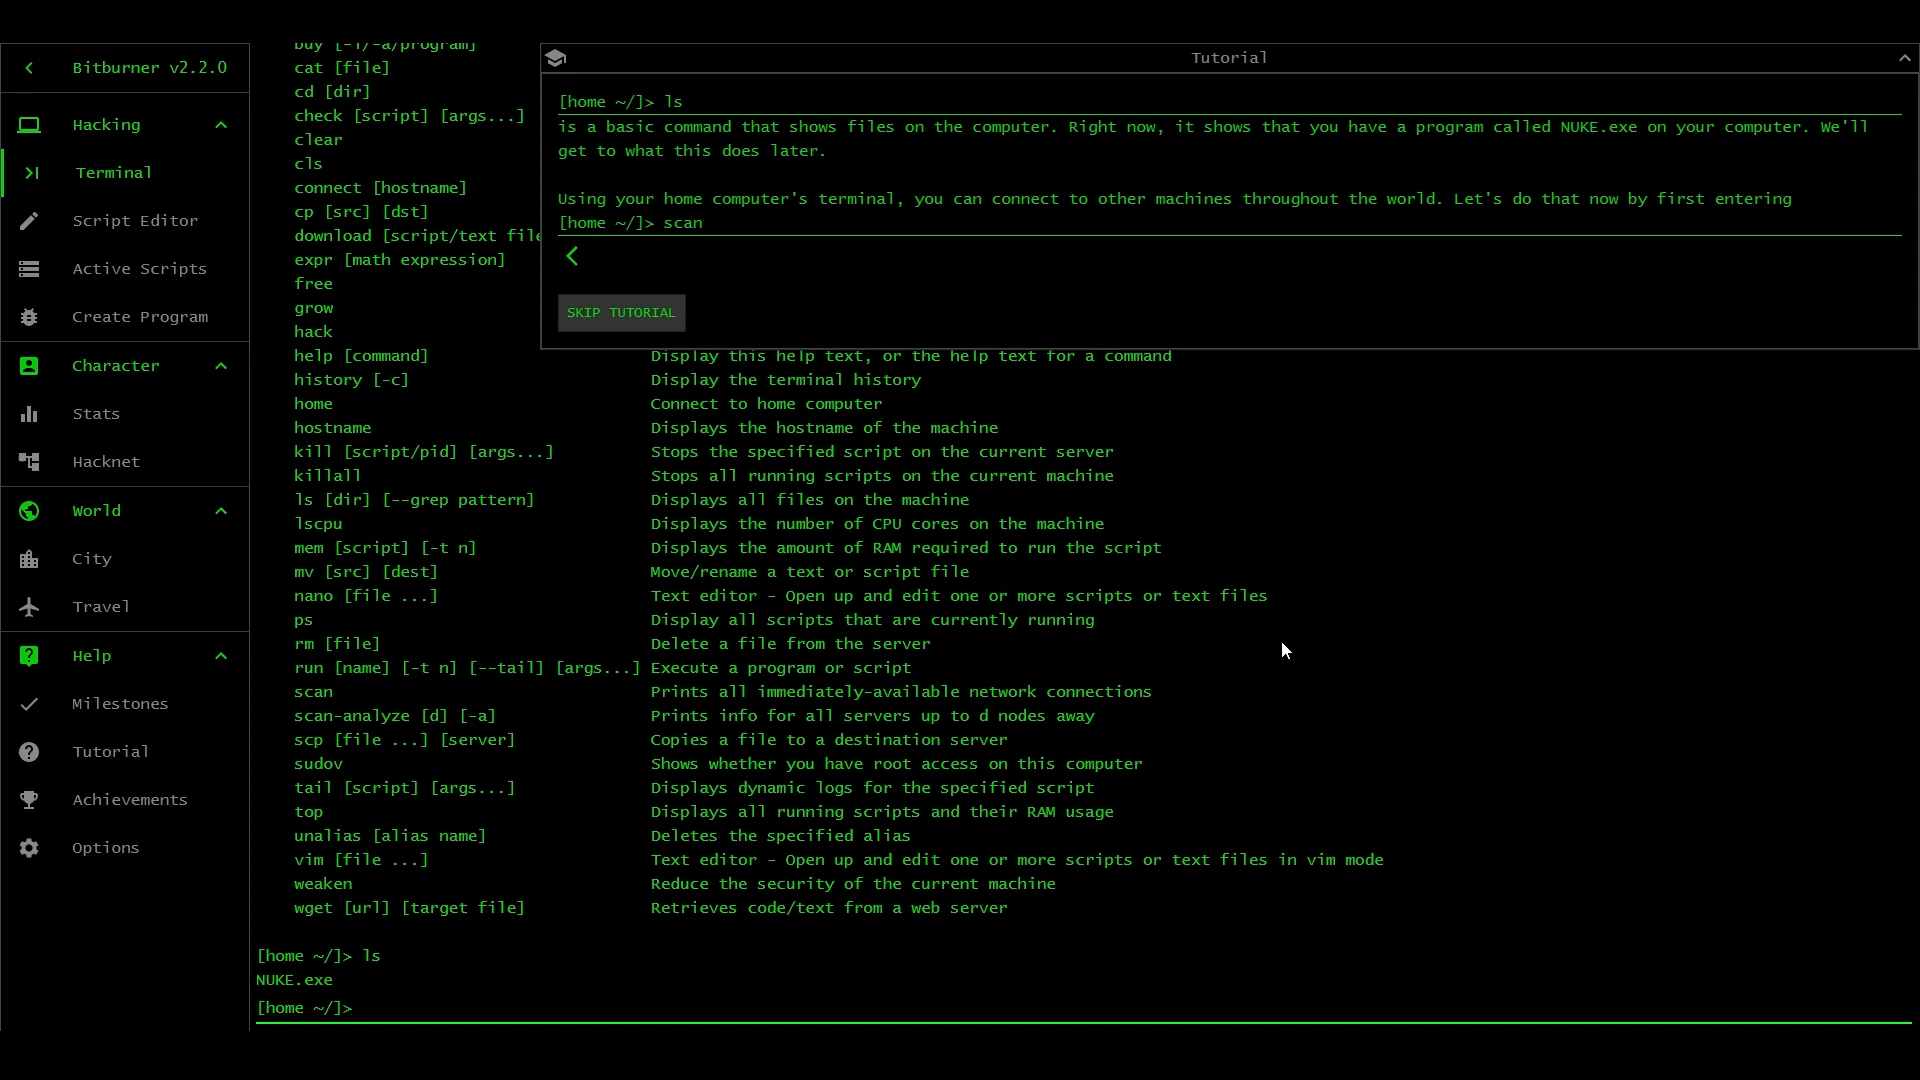 Bitburner v2.2.0
Hacking
Terminal
Script Editor
Active Scripts
Create Program
Character
Stats
Hacknet
World
City
Travel
Help
Milestones
Tutorial
Achievements
Options
buy [-l/-a/program]
cat [file]
cd [dir]
check [script] [args...]
clear
cls
connect [hostname]
cp [src] [dst]
download [script/text file
expr [math expression]
free
grow
hack
help [command] Display this help text, or the help text for a command
history [-c] Display the terminal history
home Connect to home computer
hostname Displays the hostname of the machine
kill [script/pid] [args...] Stops the specified script on the current server
killall Stops all running scripts on the current machine
ls [dir] [--grep pattern] Displays all files on the machine
lscpu Displays the number of CPU cores on the machine
mem [script] [-t n] Displays the amount of RAM required to run the script
mv [src] [dest] Move/rename a text or script file
nano [file ...] Text editor - Open up and edit one or more scripts or text files
ps Display all scripts that are currently running
rm [file] Delete a file from the server
run [name] [-t n] [--tail] [args...] Execute a program or script
scan Prints all immediately-available network connections
scan-analyze [d] [-a] Prints info for all servers up to d nodes away
scp [file ...] [server] Copies a file to a destination server
sudov Shows whether you have root access on this computer
tail [script] [args...] Displays dynamic logs for the specified script
top Displays all running scripts and their RAM usage
unalias [alias name] Deletes the specified alias
vim [file ...] Text editor - Open up and edit one or more scripts or text files in vim mode
weaken Reduce the security of the current machine
wget [url] [target file] Retrieves code/text from a web server
[home ~/]> ls
NUKE.exe
[home ~/]>
Tutorial
[home ~/]> ls
is a basic command that shows files on the computer. Right now, it shows that you have a program called NUKE.exe on your computer. We'll
get to what this does later.
Using your home computer's terminal, you can connect to other machines throughout the world. Let's do that now by first entering
[home ~/]> scan
SKIP TUTORIAL